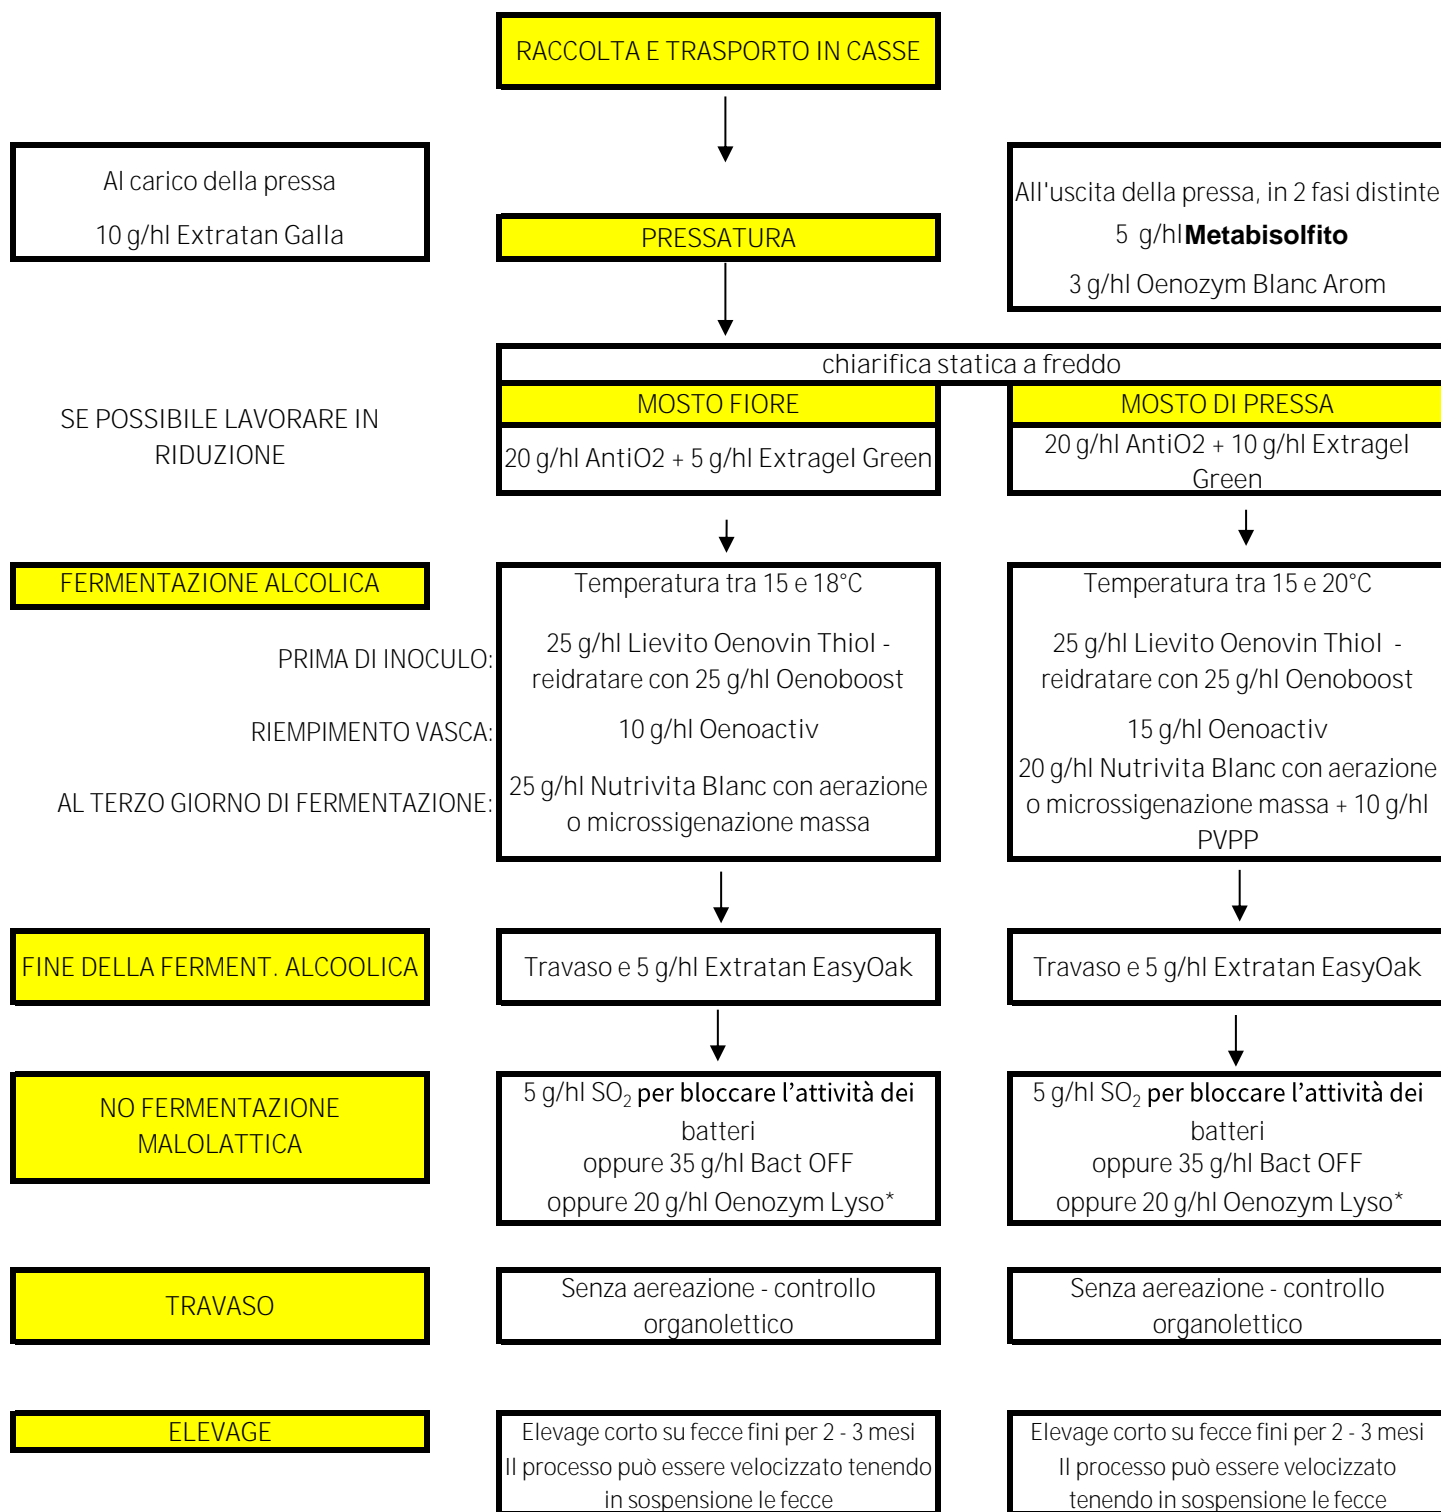 RACCOLTA E TRASPORTO IN CASSE
Al carico della pressa
10 g/hl Extratan Galla
PRESSATURA
All'uscita della pressa, in 2 fasi distinte
5 g/hl Metabisolfito
3 g/hl Oenozym Blanc Arom
chiarifica statica a freddo
SE POSSIBILE LAVORARE IN
RIDUZIONE
MOSTO FIORE
20 g/hl AntiO2 + 5 g/hl Extragel Green
MOSTO DI PRESSA
20 g/hl AntiO2 + 10 g/hl Extragel
Green
FERMENTAZIONE ALCOLICA
Temperatura tra 15 e 18°C
Temperatura tra 15 e 20°C
PRIMA DI INOCULO:
25 g/hl Lievito Oenovin Thiol -
reidratare con 25 g/hl Oenoboost
25 g/hl Lievito Oenovin Thiol -
reidratare con 25 g/hl Oenoboost
RIEMPIMENTO VASCA:
10 g/hl Oenoactiv
15 g/hl Oenoactiv
AL TERZO GIORNO DI FERMENTAZIONE:
25 g/hl Nutrivita Blanc con aerazione
o microssigenazione massa
20 g/hl Nutrivita Blanc con aerazione
o microssigenazione massa + 10 g/hl
PVPP
FINE DELLA FERMENT. ALCOOLICA
Travaso e 5 g/hl Extratan EasyOak
Travaso e 5 g/hl Extratan EasyOak
NO FERMENTAZIONE
MALOLATTICA
5 g/hl SO₂ per bloccare l’attività dei
batteri
oppure 35 g/hl Bact OFF
oppure 20 g/hl Oenozym Lyso*
5 g/hl SO₂ per bloccare l’attività dei
batteri
oppure 35 g/hl Bact OFF
oppure 20 g/hl Oenozym Lyso*
TRAVASO
Senza aereazione - controllo
organolettico
Senza aereazione - controllo
organolettico
ELEVAGE
Elevage corto su fecce fini per 2 - 3 mesi
Il processo può essere velocizzato tenendo
in sospensione le fecce
Elevage corto su fecce fini per 2 - 3 mesi
Il processo può essere velocizzato
tenendo in sospensione le fecce